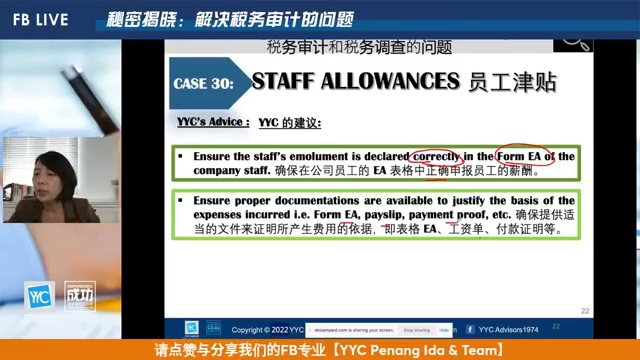 FB LIVE 秘密揭晓：解决税务审计的问题
税务审计和税务调查的问题
CASE 30: STAFF ALLOWANCES 员工津贴
YYC's Advice : YYC 的建议:
▪ Ensure the staff's emolument is declared correctly in the Form EA of the
company staff. 确保在公司员工的 EA 表格中正确申报员工的薪酬。
▪ Ensure proper documentations are available to justify the basis of the
expenses incurred i.e. Form EA, payslip, payment proof, etc. 确保提供适
当的文件来证明所产生费用的依据，即表格 EA、工资单、付款证明等。
YYC 成功
22
Copyright © 2022 YYC
streamyard.com is sharing your screen. Stop sharing Hide
YYC Advisors1974
22
请点赞与分享我们的FB专业【YYC Penang Ida & Team】